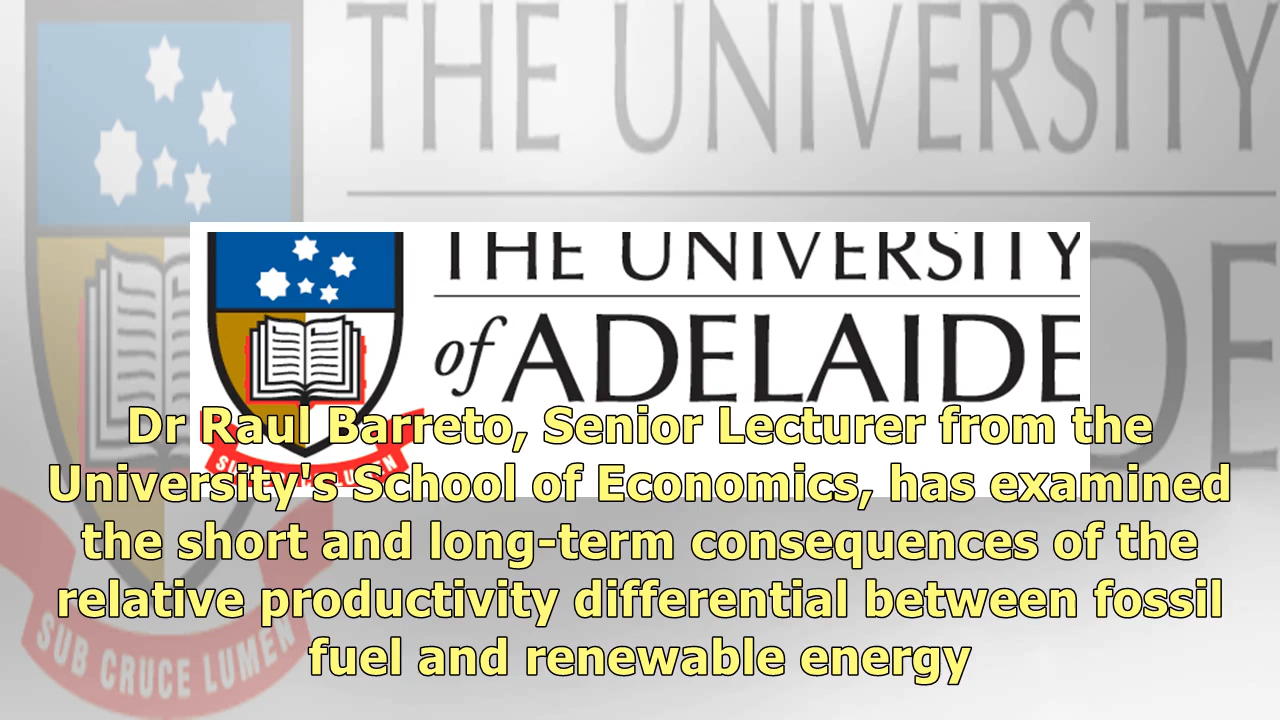 THE UNIVERSITY
THE UNIVERSITY
of ADELAIDE
Dr Raul Barreto, Senior Lecturer from the
University's School of Economics, has examined
the short and long-term consequences of the
relative productivity differential between fossil
fuel and renewable energy
SUB CRUCE LUMEN